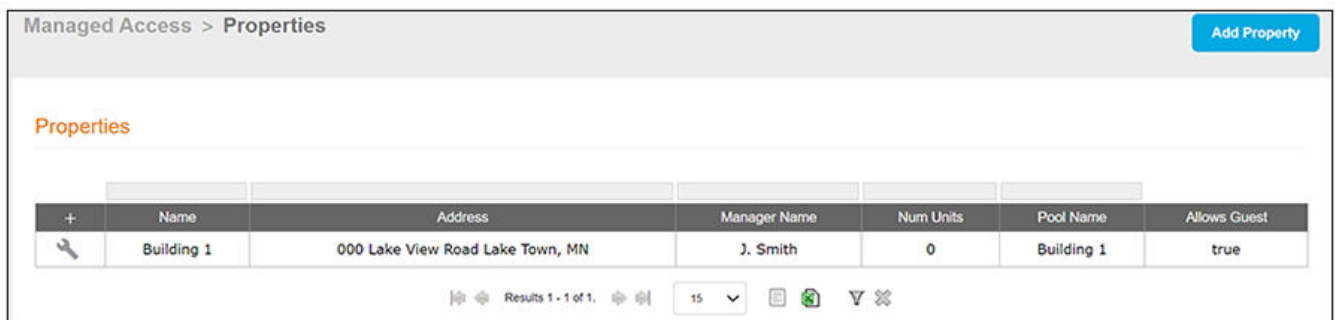 Managed Access > Properties
Add Property
Properties
+ Name Address Manager Name Num Units Pool Name Allows Guest
Building 1 000 Lake View Road Lake Town, MN J. Smith 0 Building 1 true
Results 1 - 1 of 1. 15